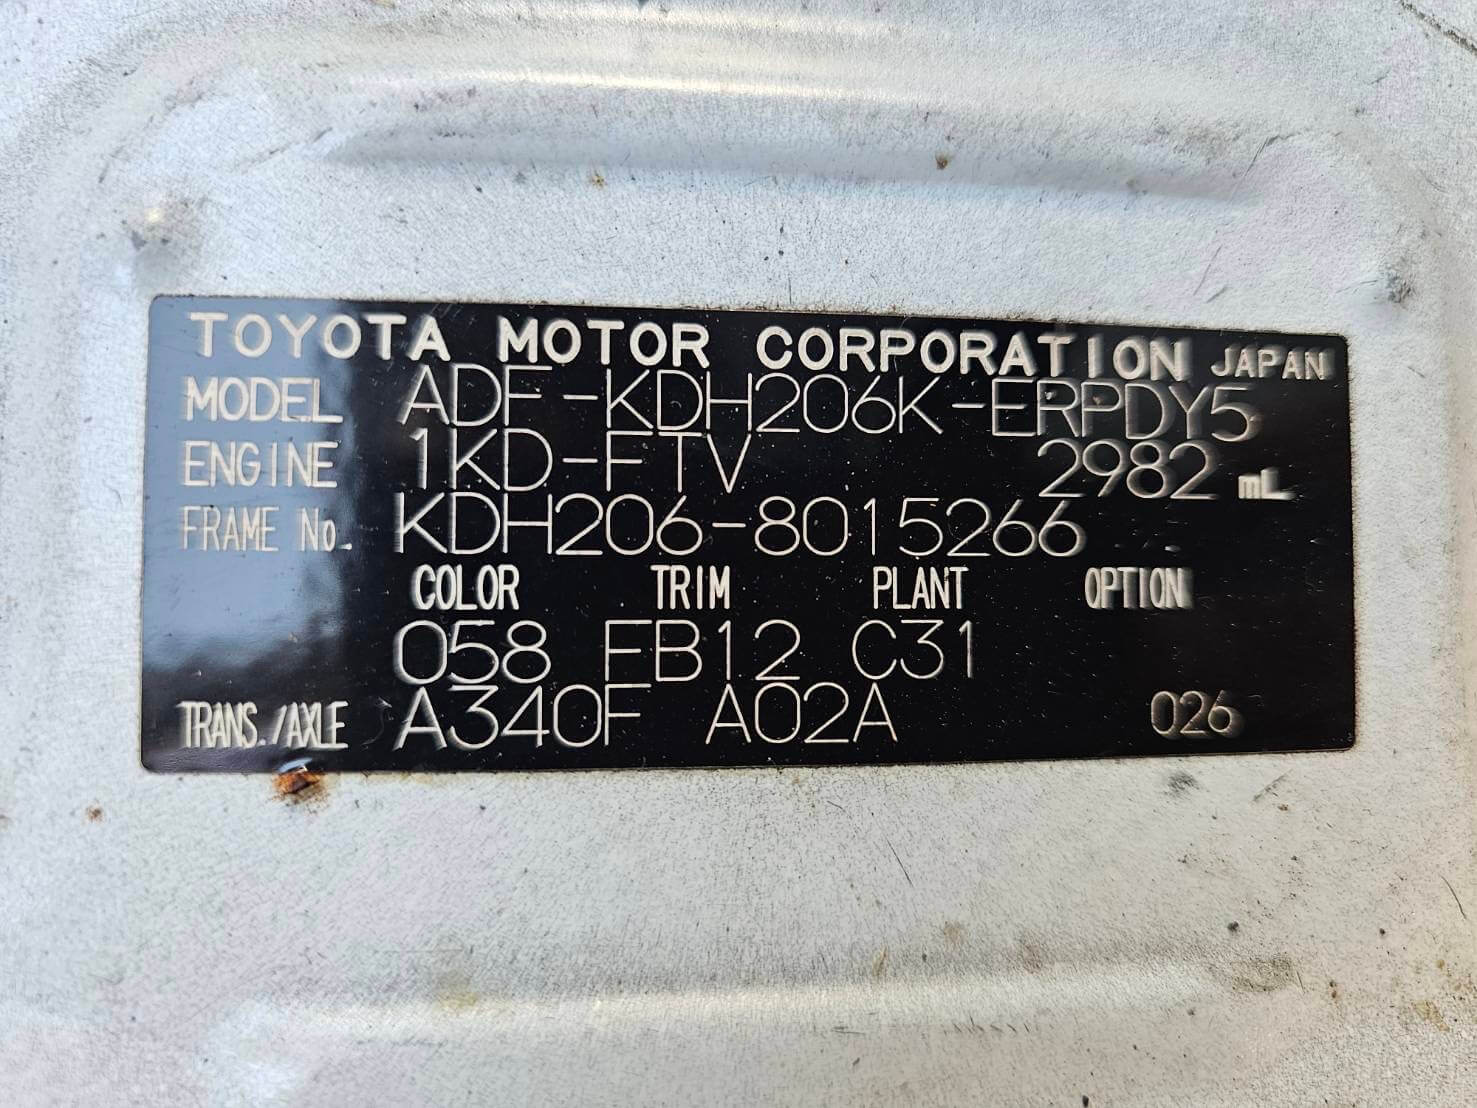 TOYOTA MOTOR CORPORATION JAPAN
MODEL ADF-KDH206K-ERPDY5
ENGINE 1KD-FTV 2982 mL
FRAME No. KDH206-8015266
COLOR TRIM PLANT OPTION
058 FB12 C31
TRANS./AXLE A340F A02A 026